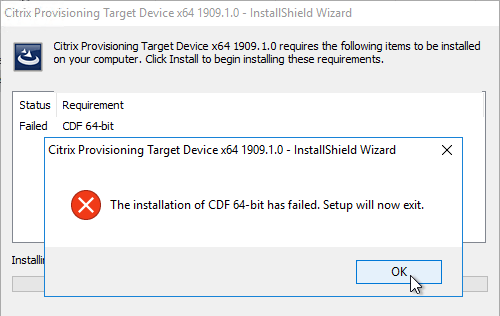 Citrix Provisioning Target Device x64 1909.1.0 - InstallShield Wizard
Citrix Provisioning Target Device x64 1909.1.0 requires the following items to be installed
on your computer. Click Install to begin installing these requirements.
Status Requirement
Failed CDF 64-bit
Citrix Provisioning Target Device x64 1909.1.0 - InstallShield Wizard
The installation of CDF 64-bit has failed. Setup will now exit.
OK